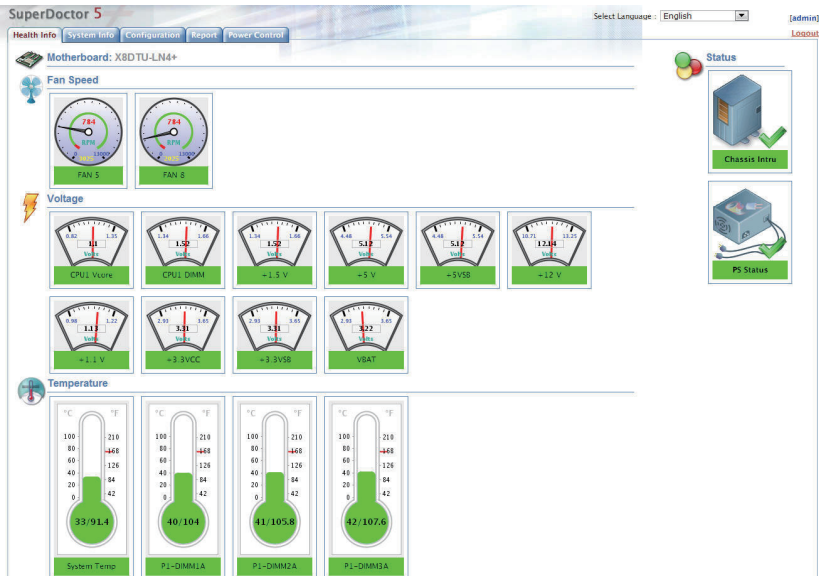 SuperDoctor 5
Select Language : English
[admin]
Health Info System Info Configuration Report Power Control
Logout
Motherboard: X8DTU-LN4+
Status
Fan Speed
784 784
RPM RPM
0 0
3025
FAN 5 FAN 8
Chassis Intru
Voltage
0.82 1.35 1.34 1.66 1.34 1.66 4.48 5.54 4.48 5.54 10.71 13.25
1.1 1.52 1.52 5.12 5.12 12.14
Volts Volts Volts Volts Volts Volts
CPU1 Vcore CPU1 DIMM +1.5 V +5 V +5VSB +12 V
PS Status
0.98 1.22 2.93 3.65 2.93 3.65 2.93 3.65
1.13 3.31 3.31 3.22
Volts Volts Volts Volts
+1.1 V +3.3VCC +3.3VSB VBAT
Temperature
°C °F °C °F °C °F °C °F
100 210 100 210 100 210 100 210
80 168 80 168 80 168 80 168
60 126 60 126 60 126 60 126
40 84 40 84 40 84 40 84
20 42 20 42 20 42 20 42
0 0 0 0
33/91.4 40/104 41/105.8 42/107.6
System Temp P1-DIMM1A P1-DIMM2A P1-DIMM3A